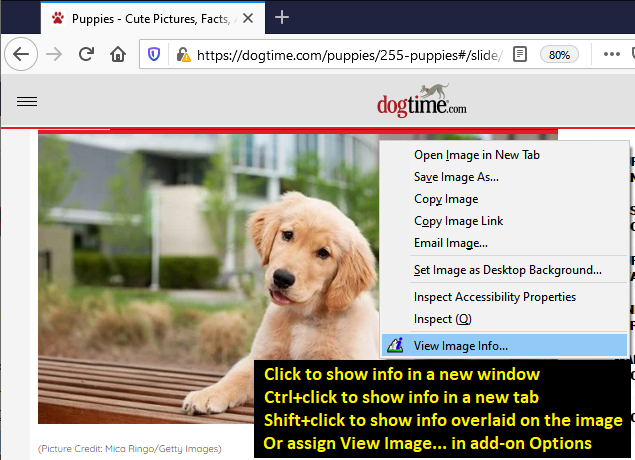 Puppies - Cute Pictures, Facts,
https://dogtime.com/puppies/255-puppies#/slide/
80%
dogtime.com
Open Image in New Tab
Save Image As...
Copy Image
Copy Image Link
Email Image...
Set Image as Desktop Background...
Inspect Accessibility Properties
Inspect (Q)
View Image Info...
Click to show info in a new window
Ctrl+click to show info in a new tab
Shift+click to show info overlaid on the image
Or assign View Image... in add-on Options
(Picture Credit: Mica Ringo/Getty Images)